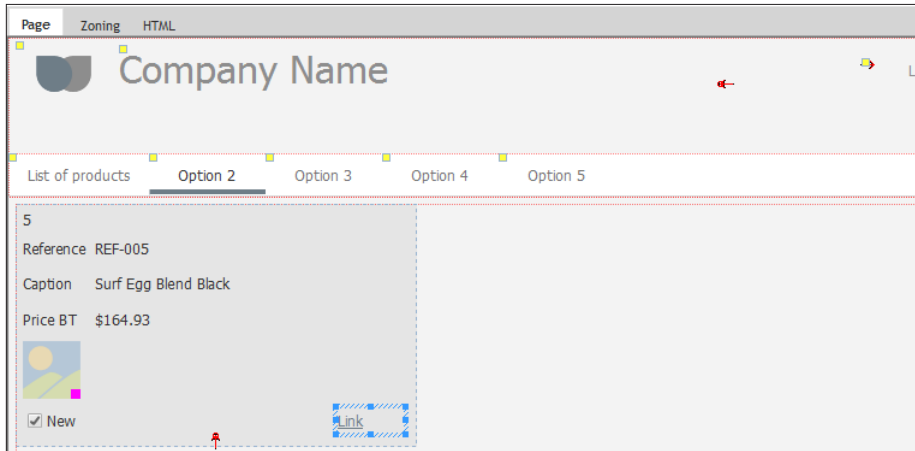 Page Zoning HTML
Company Name
L
List of products Option 2 Option 3 Option 4 Option 5
5
Reference REF-005
Caption Surf Egg Blend Black
Price BT $164.93
New Link